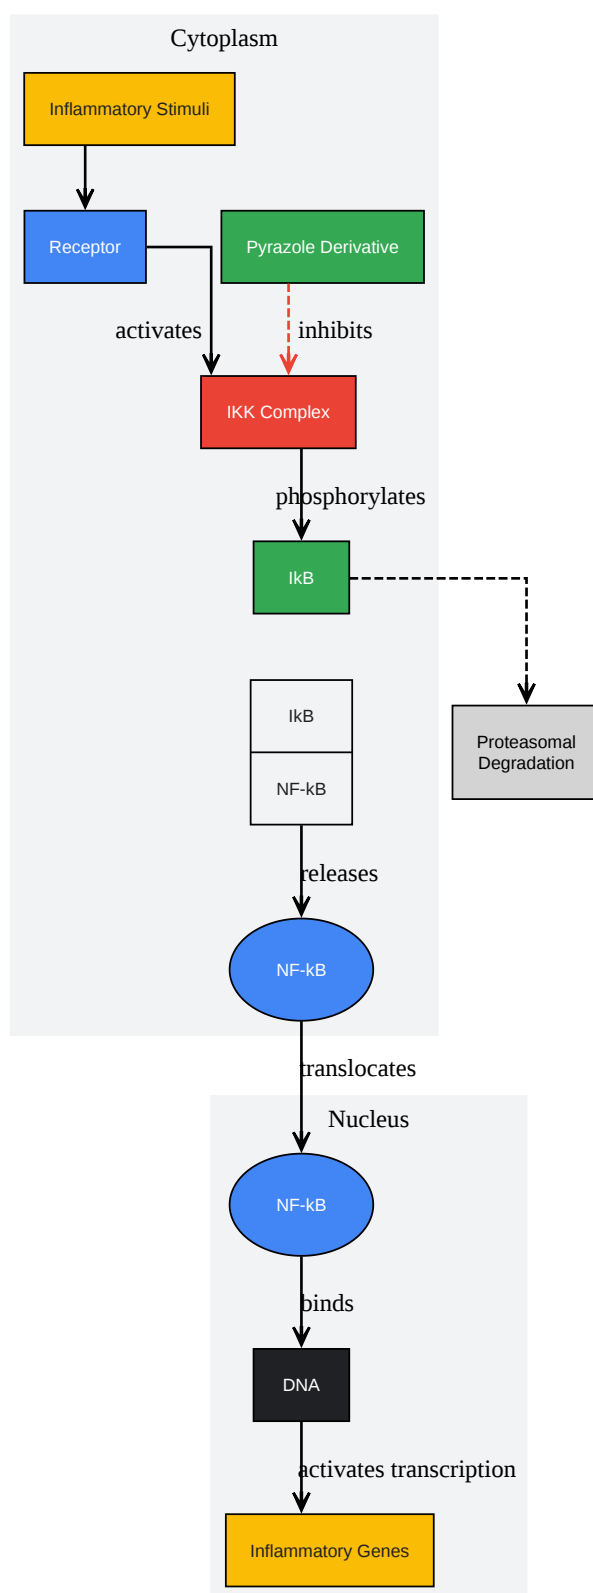 Cytoplasm
Inflammatory Stimuli
Receptor
Pyrazole Derivative
activates
inhibits
IKK Complex
phosphorylates
IkB
IkB
NF-kB
Proteasomal
Degradation
releases
NF-kB
translocates
Nucleus
NF-kB
binds
DNA
activates transcription
Inflammatory Genes